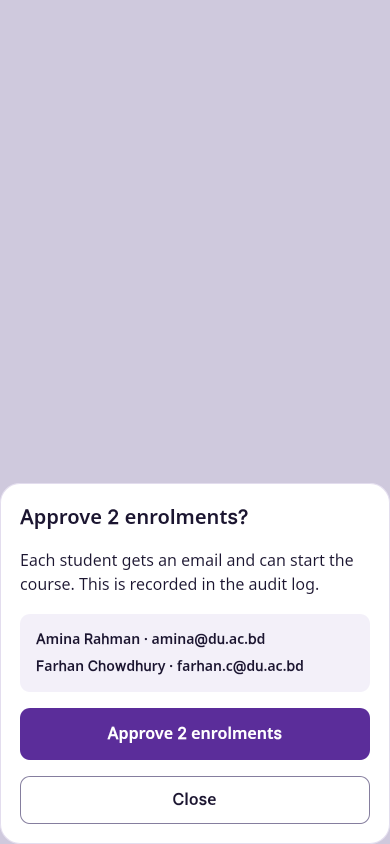 Approve 2 enrolments?
Each student gets an email and can start the
course. This is recorded in the audit log.
Amina Rahman · amina@du.ac.bd
Farhan Chowdhury · farhan.c@du.ac.bd
Approve 2 enrolments
Close